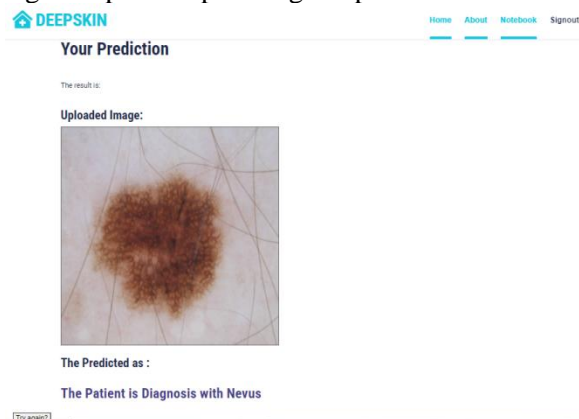 DEEPSKIN
Home About Notebook Signout
Your Prediction
The result is:
Uploaded Image:
The Predicted as :
The Patient is Diagnosis with Nevus
Try again?